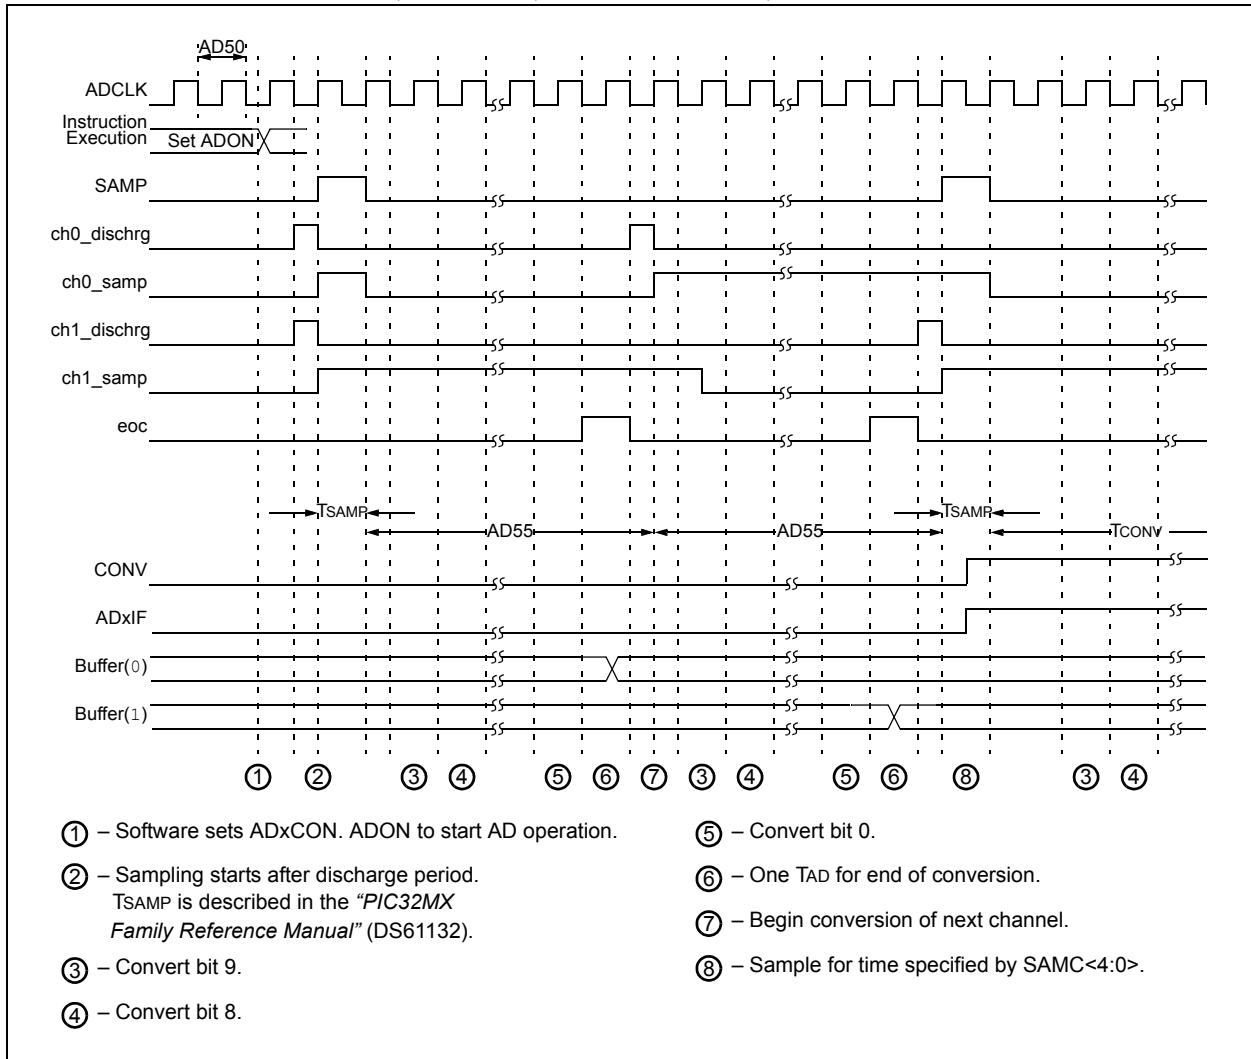 AD50
ADCLK
Instruction
Execution
Set ADON
SAMP
ch0_dischrg
ch0_samp
ch1_dischrg
ch1_samp
eoc
TSAMP
TSAMP
AD55
AD55
TCONV
CONV
ADxIF
Buffer(0)
Buffer(1)
1 2 3 4 5 6 7 3 4 5 6 8 3 4
1 – Software sets ADxCON. ADON to start AD operation.
2 – Sampling starts after discharge period.
TSAMP is described in the “PIC32MX
Family Reference Manual” (DS61132).
3 – Convert bit 9.
4 – Convert bit 8.
5 – Convert bit 0.
6 – One TAD for end of conversion.
7 – Begin conversion of next channel.
8 – Sample for time specified by SAMC<4:0>.